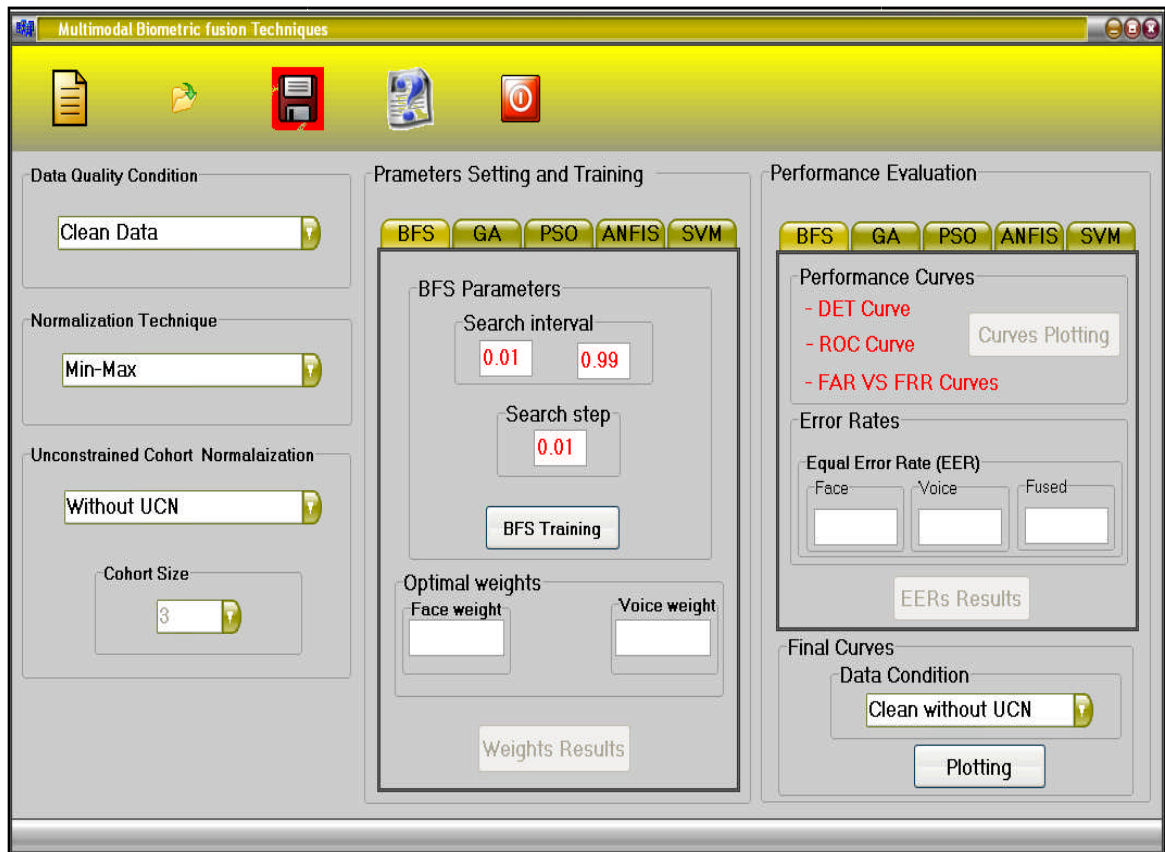 Multimodal Biometric fusion Techniques
Data Quality Condition
Clean Data
Normalization Technique
Min-Max
Unconstrained Cohort Normalaization
Without UCN
Cohort Size
3
Prameters Setting and Training
BFS GA PSO ANFIS SVM
BFS Parameters
Search interval
0.01 0.99
Search step
0.01
BFS Training
Optimal weights
Face weight Voice weight
Weights Results
Performance Evaluation
BFS GA PSO ANFIS SVM
Performance Curves
- DET Curve
- ROC Curve
- FAR VS FRR Curves
Curves Plotting
Error Rates
Equal Error Rate (EER)
Face Voice Fused
EERs Results
Final Curves
Data Condition
Clean without UCN
Plotting